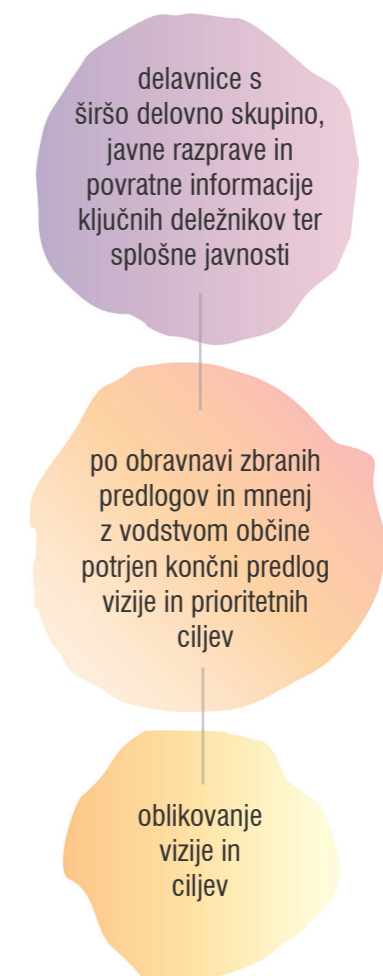 delavnice s
širšo delovno skupino,
javne razprave in
povratne informacije
ključnih deležnikov ter
splošne javnosti
po obravnavi zbranih
predlogov in mnenj
z vodstvom občine
potrjen končni predlog
vizije in prioritetnih
ciljev
oblikovanje
vizije in
ciljev